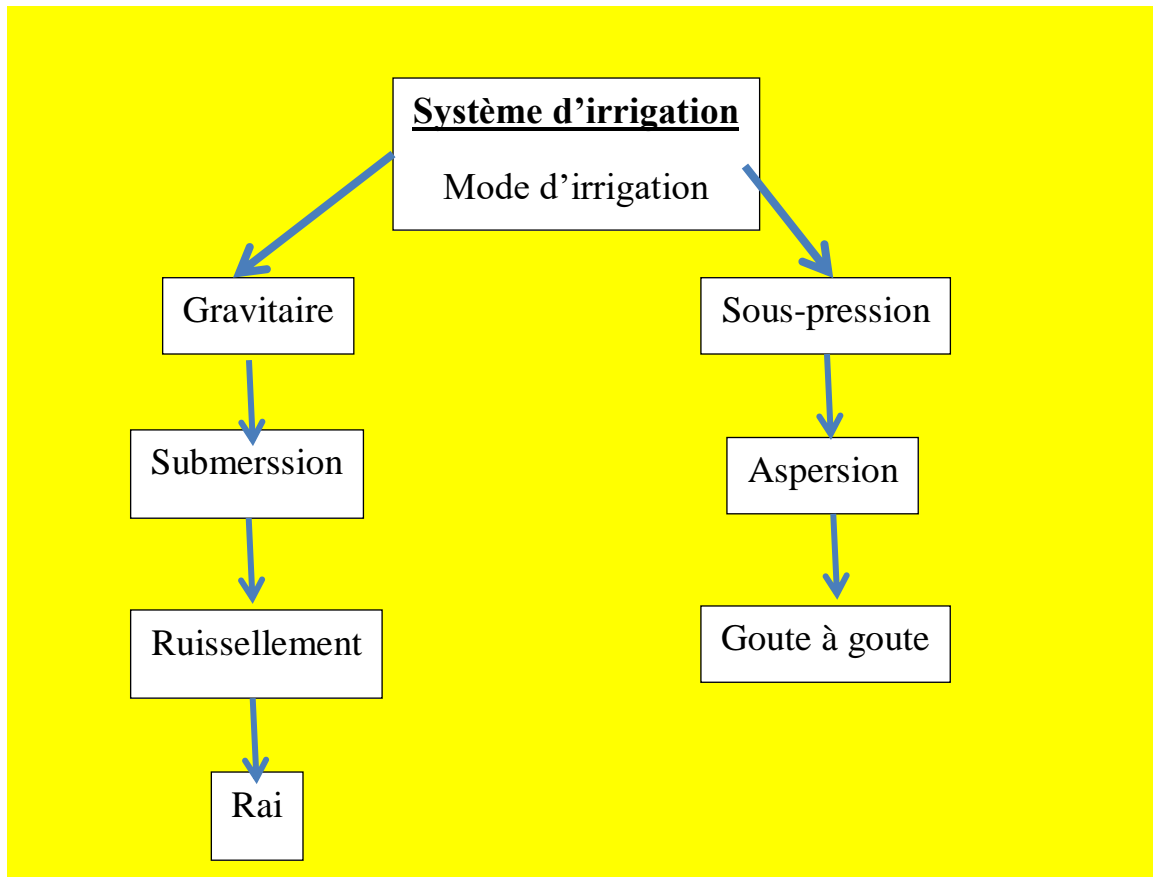 Système d’irrigation
Mode d’irrigation
Gravitaire
Sous-pression
Submerssion
Aspersion
Ruissellement
Goute à goute
Rai